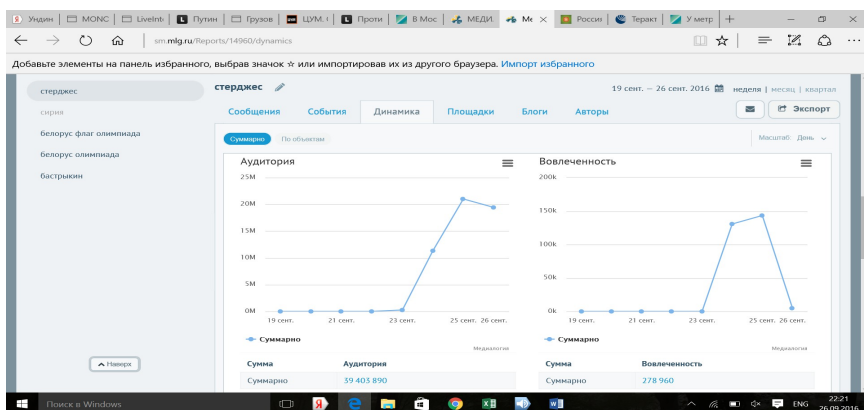 Ундин
MONC
LiveInt
Пути
Грузов
ЦУМ. (
Проти
В Мос
МЕДИ.
Ме
Россия
Теракт
У метр
sm.mlg.ru/Reports/14960/dynamics
Добавьте элементы на панель избранного, выбрав значок ☆ или импортировав их из другого браузера. Импорт избранного
стерджес
сирия
белорус флаг олимпиада
белорус олимпиада
бастрыкин
Наверх
стерджес
19 сент. – 26 сент. 2016
неделя | месяц | квартал
Сообщения События Динамика Площадки Блоги Авторы
Экспорт
Суммарно По объектам
Масштаб: День
Аудитория
25M
20M
15M
10M
5M
0M
19 сент. 21 сент. 23 сент. 25 сент. 26 сент.
Суммарно
Медиалогия
Сумма Аудитория
Суммарно 39 403 890
Вовлеченность
200k
150k
100k
50k
0k
19 сент. 21 сент. 23 сент. 25 сент. 26 сент.
Суммарно
Медиалогия
Сумма Вовлеченность
Суммарно 278 960
Поиск в Windows
ENG
22:21
26.09.2016